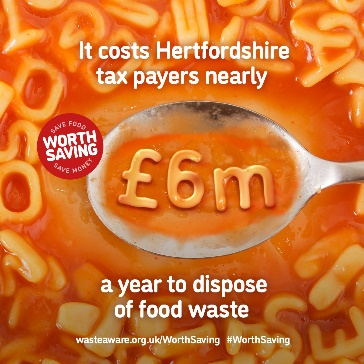 It costs Hertfordshire
tax payers nearly
SAVE FOOD
WORTH
SAVING
SAVE MONEY
£6m
a year to dispose
of food waste
wasteaware.org.uk/WorthSaving #WorthSaving